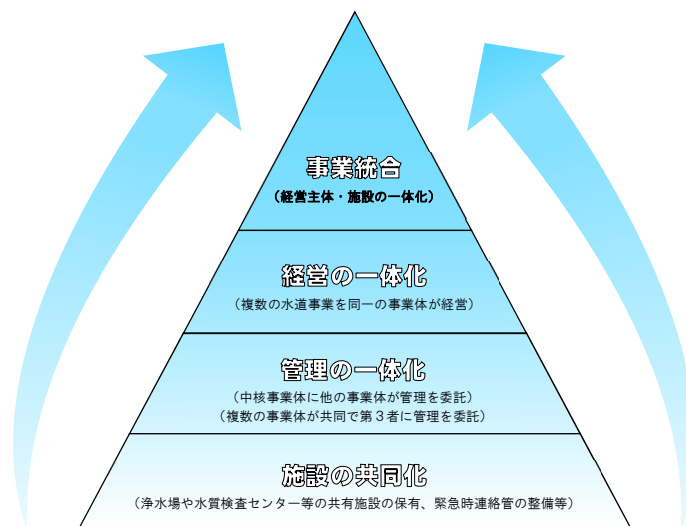 事業統合
（経営主体・施設の一体化）
経営の一体化
（複数の水道事業を同一の事業体が経営）
管理の一体化
（中核事業体に他の事業体が管理を委託）
（複数の事業体が共同で第３者に管理を委託）
施設の共同化
（浄水場や水質検査センター等の共有施設の保有、緊急時連絡管の整備等）